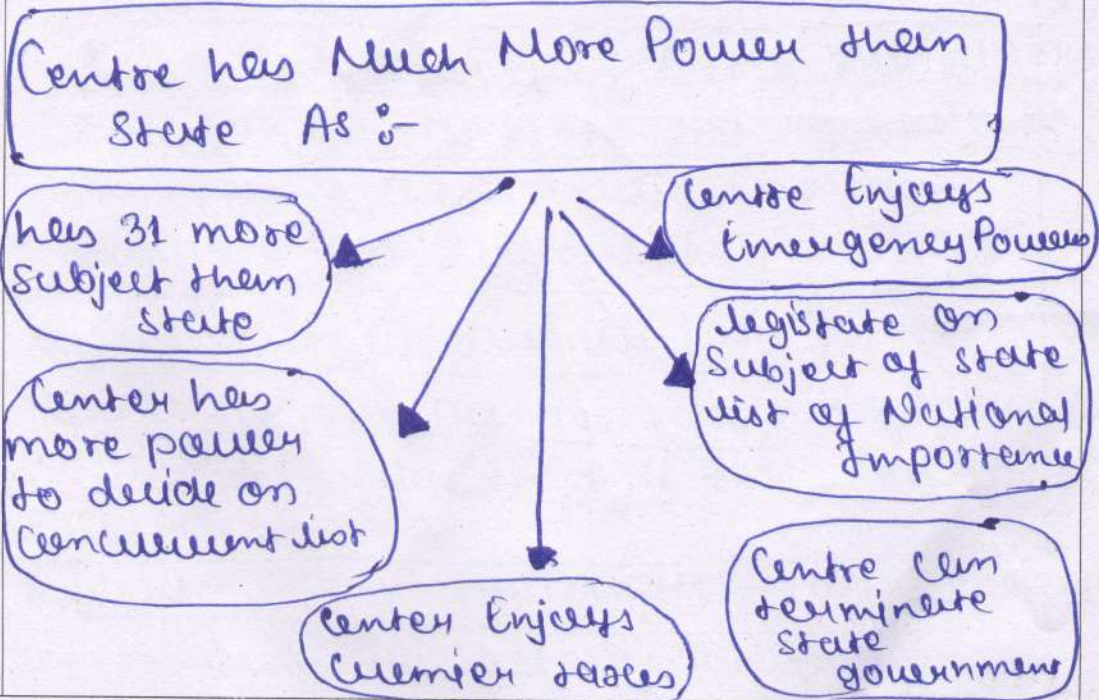 Centre has Much More Power than
State As :-
has 31 more
subject than
state
Centre Enjoys
Emergency Powers
Center has
more power
to decide on
Concurrent list
legistate on
Subject of state
list of National
Importance
Center Enjoys
taxes
Centre can
terminate
state
government